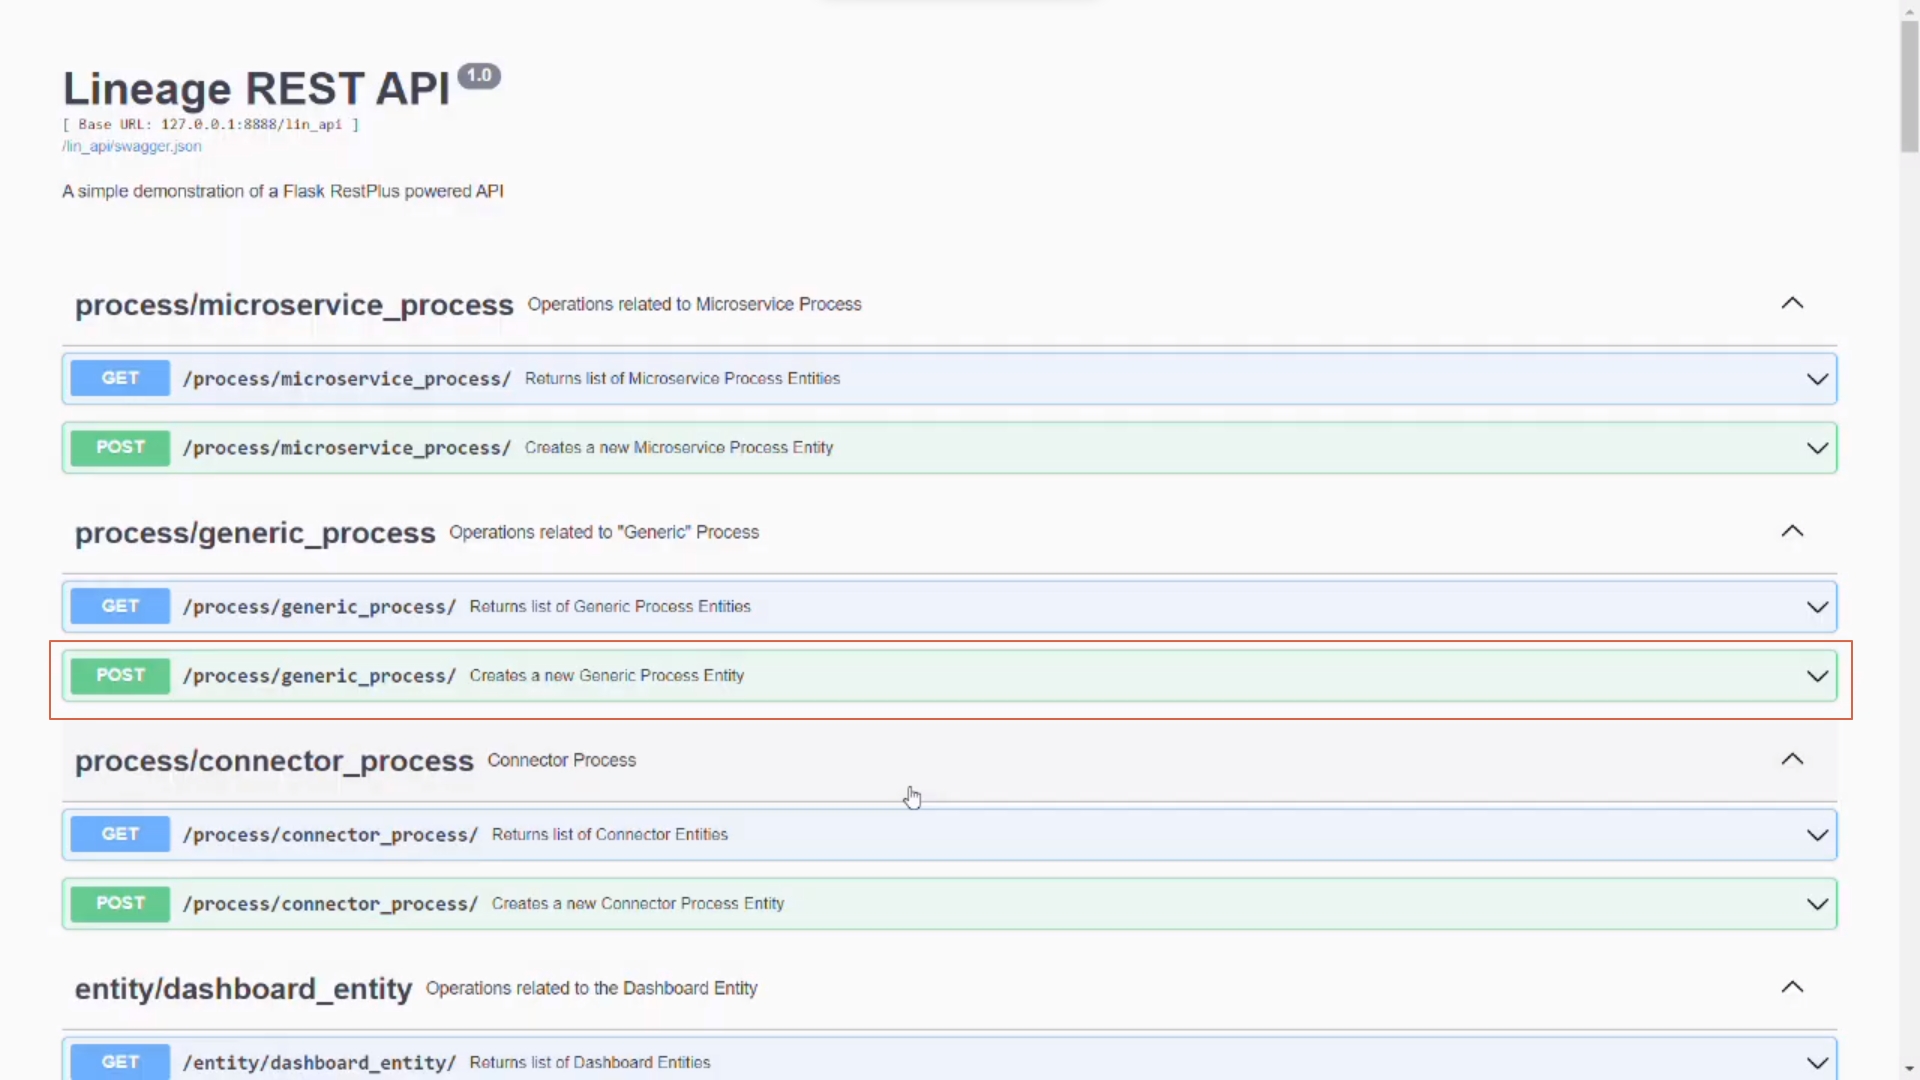 Lineage REST API 1.0
[ Base URL: 127.0.0.1:8888/lin_api ]
/lin_api/swagger.json
A simple demonstration of a Flask RestPlus powered API
process/microservice_process Operations related to Microservice Process
GET /process/microservice_process/ Returns list of Microservice Process Entities
POST /process/microservice_process/ Creates a new Microservice Process Entity
process/generic_process Operations related to "Generic" Process
GET /process/generic_process/ Returns list of Generic Process Entities
POST /process/generic_process/ Creates a new Generic Process Entity
process/connector_process Connector Process
GET /process/connector_process/ Returns list of Connector Entities
POST /process/connector_process/ Creates a new Connector Process Entity
entity/dashboard_entity Operations related to the Dashboard Entity
GET /entity/dashboard_entity/ Returns list of Dashboard Entities